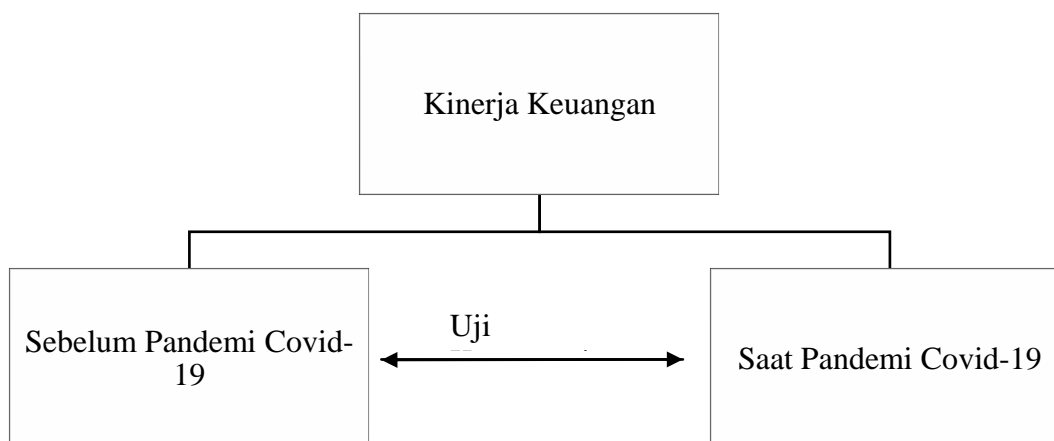 Kinerja Keuangan
Sebelum Pandemi Covid-
19
Uji
Saat Pandemi Covid-19